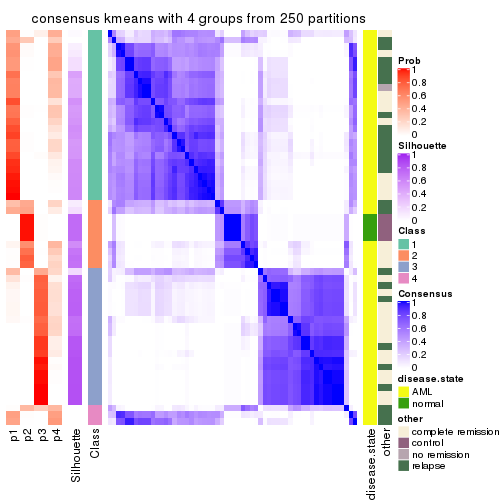 consensus kmeans with 4 groups from 250 partitions
Prob
1
0.8
0.6
0.4
0.2
0
Silhouette
1
0.8
0.6
0.4
0.2
0
Class
1
2
3
4
Consensus
1
0.8
0.6
0.4
0.2
0
disease.state
AML
normal
other
complete remission
control
no remission
relapse
p1
p2
p3
p4
Silhouette
Class
disease.state
other